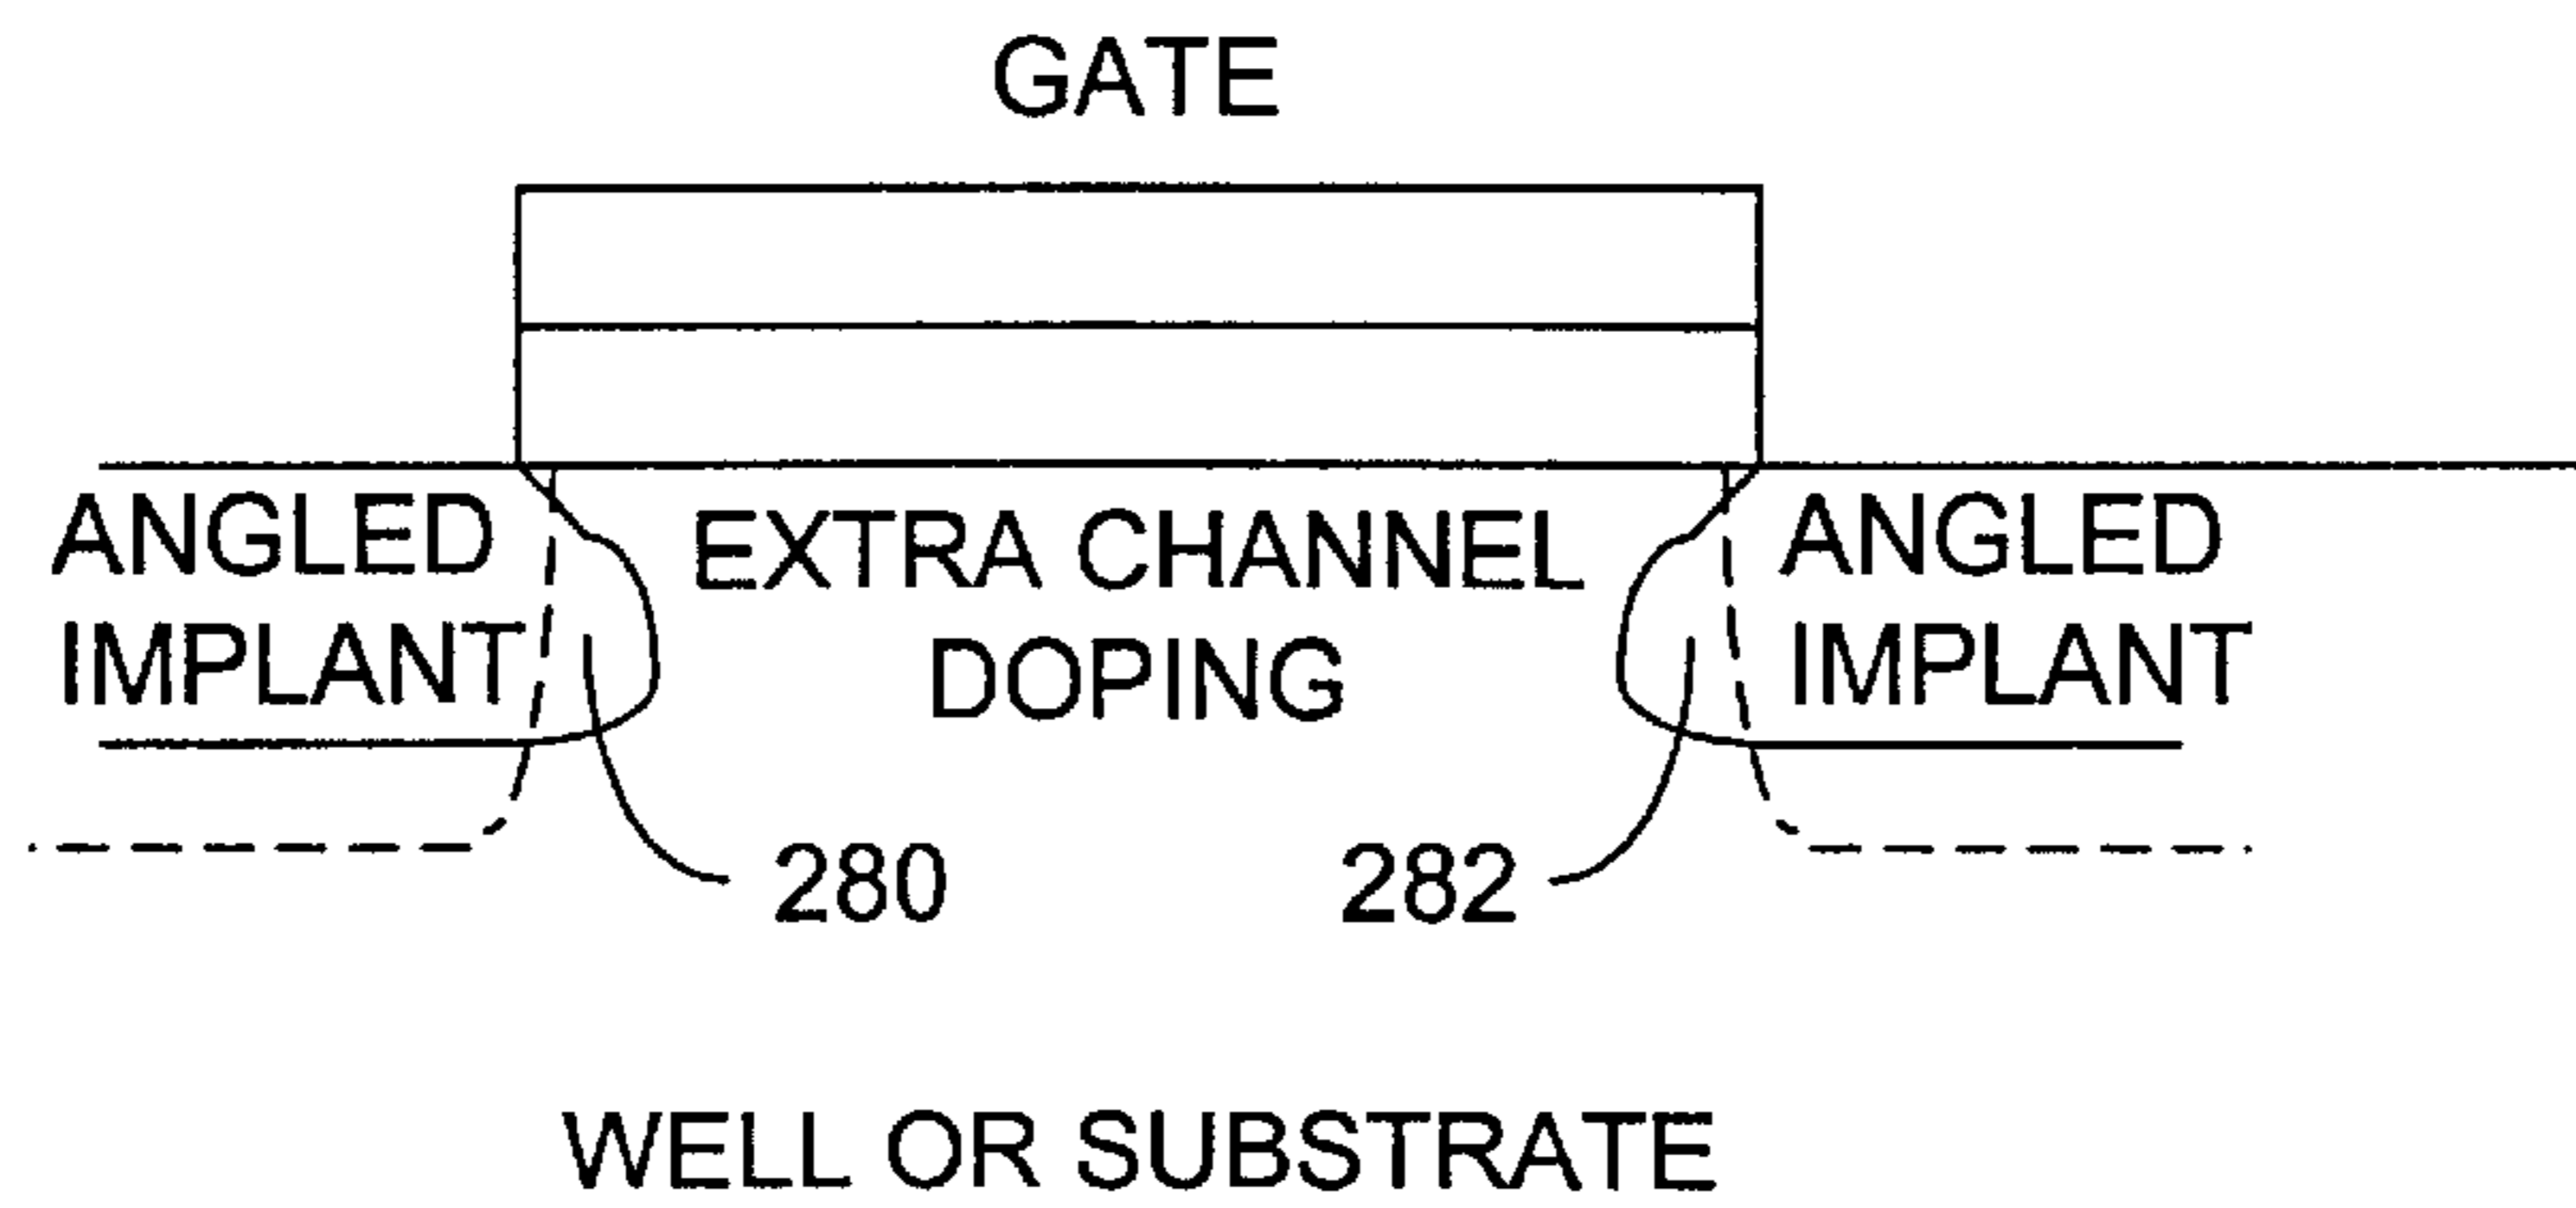 GATE
ANGLED
IMPLANT
EXTRA CHANNEL
DOPING
ANGLED
IMPLANT
280
282
WELL OR SUBSTRATE